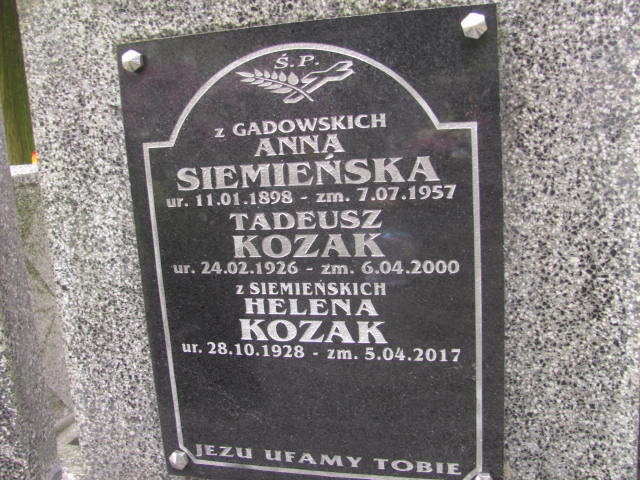 Ś.P.
z GADOWSKICH
ANNA
SIEMIEŃSKA
ur. 11.01.1898 - zm. 7.07.1957
TADEUSZ
KOZAK
ur. 24.02.1926 - zm. 6.04.2000
z SIEMIEŃSKICH
HELENA
KOZAK
ur. 28.10.1928 - zm. 5.04.2017
JEZU UFAMY TOBIE